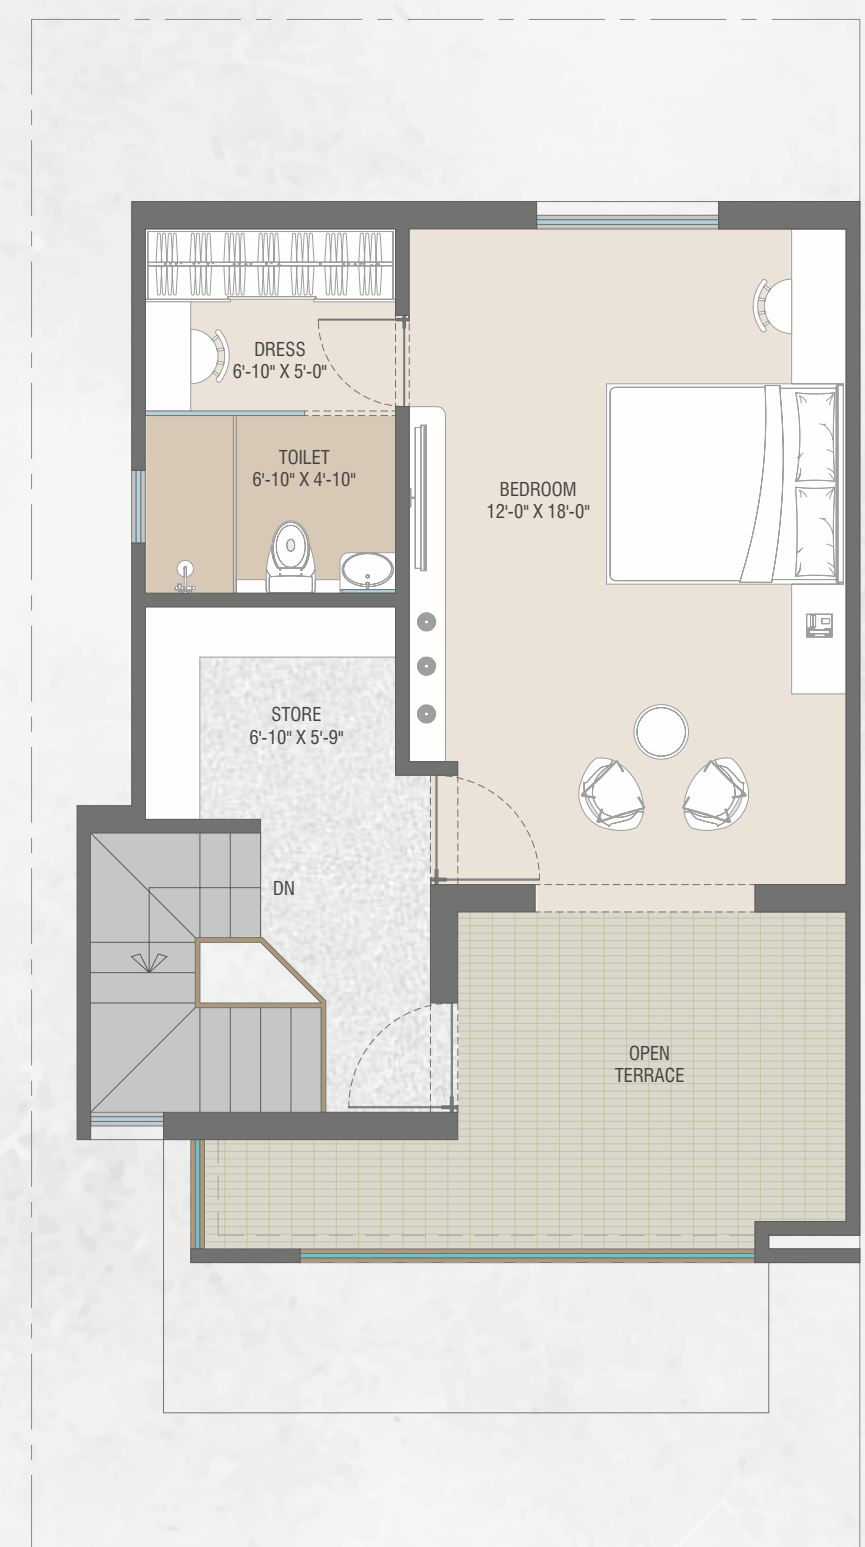 DRESS
6'-10" X 5'-0"
TOILET
6'-10" X 4'-10"
BEDROOM
12'-0" X 18'-0"
STORE
6'-10" X 5'-9"
DN
OPEN
TERRACE